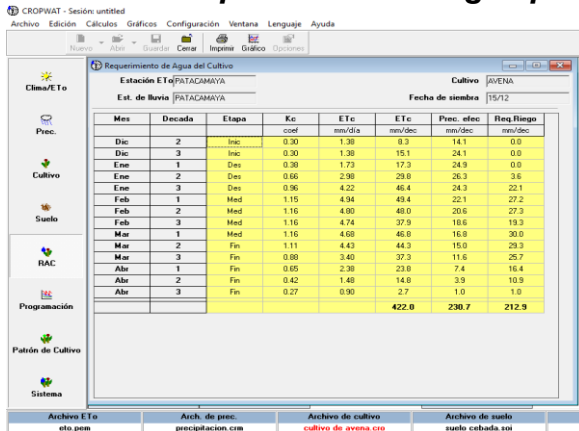 CROPWAT - Sesión: untitled
Archivo Edición Cálculos Gráficos Configuración Ventana Lenguaje Ayuda
Nuevo Abrir Guardar Cerrar Imprimir Gráfico Opciones
Requerimiento de Agua del Cultivo
Estación ETo PATACAMAYA Cultivo AVENA
Est. de lluvia PATACAMAYA Fecha de siembra 15/12
Mes Decada Etapa Kc ETc ETc Prec. efec Req.Riego
coef mm/día mm/dec mm/dec mm/dec
Dic 2 Inic 0.30 1.38 8.3 14.1 0.0
Dic 3 Inic 0.30 1.38 15.1 24.1 0.0
Ene 1 Des 0.38 1.73 17.3 24.9 0.0
Ene 2 Des 0.66 2.98 29.8 26.3 3.6
Ene 3 Des 0.96 4.22 46.4 24.3 22.1
Feb 1 Med 1.15 4.94 49.4 22.1 27.2
Feb 2 Med 1.16 4.80 48.0 20.6 27.3
Feb 3 Med 1.16 4.74 37.9 18.6 19.3
Mar 1 Med 1.16 4.68 46.8 16.8 30.0
Mar 2 Fin 1.11 4.43 44.3 15.0 29.3
Mar 3 Fin 0.88 3.40 37.3 11.6 25.7
Abr 1 Fin 0.65 2.38 23.8 7.4 16.4
Abr 2 Fin 0.42 1.48 14.8 3.9 10.9
Abr 3 Fin 0.27 0.90 2.7 1.0 1.0
422.0 230.7 212.9
Clima/ETo
Prec.
Cultivo
Suelo
RAC
Programación
Patrón de Cultivo
Sistema
Archivo ETo Arch. de prec. Archivo de cultivo Archivo de suelo
eto.pem precipitacion.crm cultivo de avena.cro suelo cebada.soi